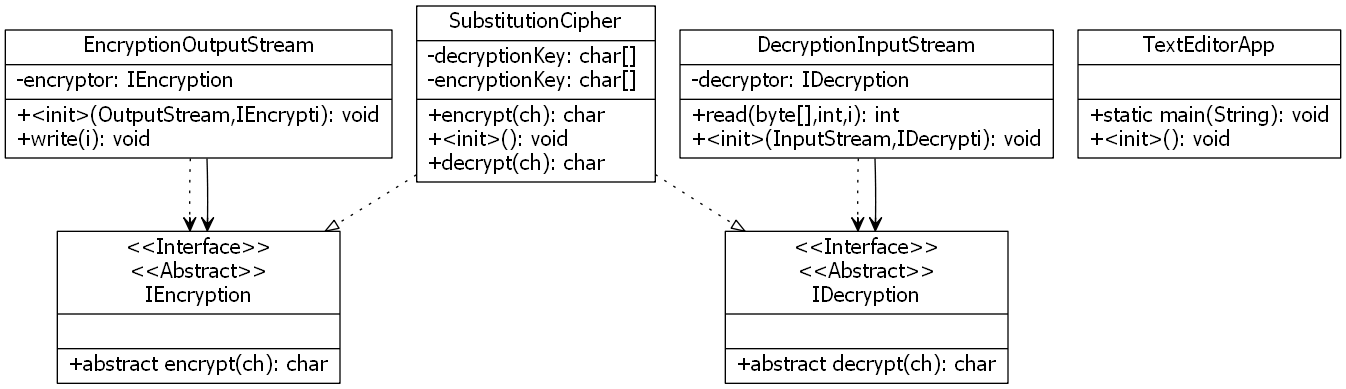 EncryptionOutputStream
-encryptor: IEncryption
+<init>(OutputStream,IEncrypti): void
+write(i): void
SubstitutionCipher
-decryptionKey: char[]
-encryptionKey: char[]
+encrypt(ch): char
+<init>(): void
+decrypt(ch): char
DecryptionInputStream
-decryptor: IDecryption
+read(byte[],int,i): int
+<init>(InputStream,IDecrypti): void
TextEditorApp
+static main(String): void
+<init>(): void
<<Interface>>
<<Abstract>>
IEncryption
+abstract encrypt(ch): char
<<Interface>>
<<Abstract>>
IDecryption
+abstract decrypt(ch): char